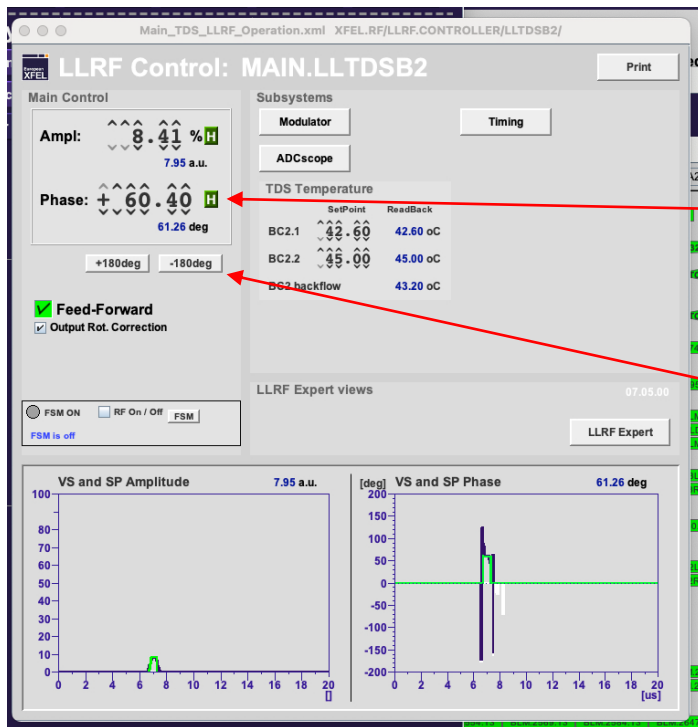 Main_TDS_LLRF_Operation.xml XFEL.RF/LLRF.CONTROLLER/LLTDSB2/
European XFEL
LLRF Control: MAIN.LLTDSB2
Print
Main Control
Ampl: 8.41 % H
7.95 a.u.
Phase: + 60.40 H
61.26 deg
+180deg -180deg
Feed-Forward
Output Rot. Correction
FSM ON RF On / Off FSM
FSM is off
Subsystems
Modulator Timing
ADCscope
TDS Temperature
SetPoint ReadBack
BC2.1 42.60 42.60 oC
BC2.2 45.00 45.00 oC
BC2 backflow 43.20 oC
LLRF Expert views 07.05.00
LLRF Expert
VS and SP Amplitude 7.95 a.u.
100
80
70
60
50
40
30
20
10
0
0 2 4 6 8 10 12 14 16 18 20
[]
[deg] VS and SP Phase 61.26 deg
200
150
100
50
0
-50
-100
-150
-200
0 2 4 6 8 10 12 14 16 18 20
[us]